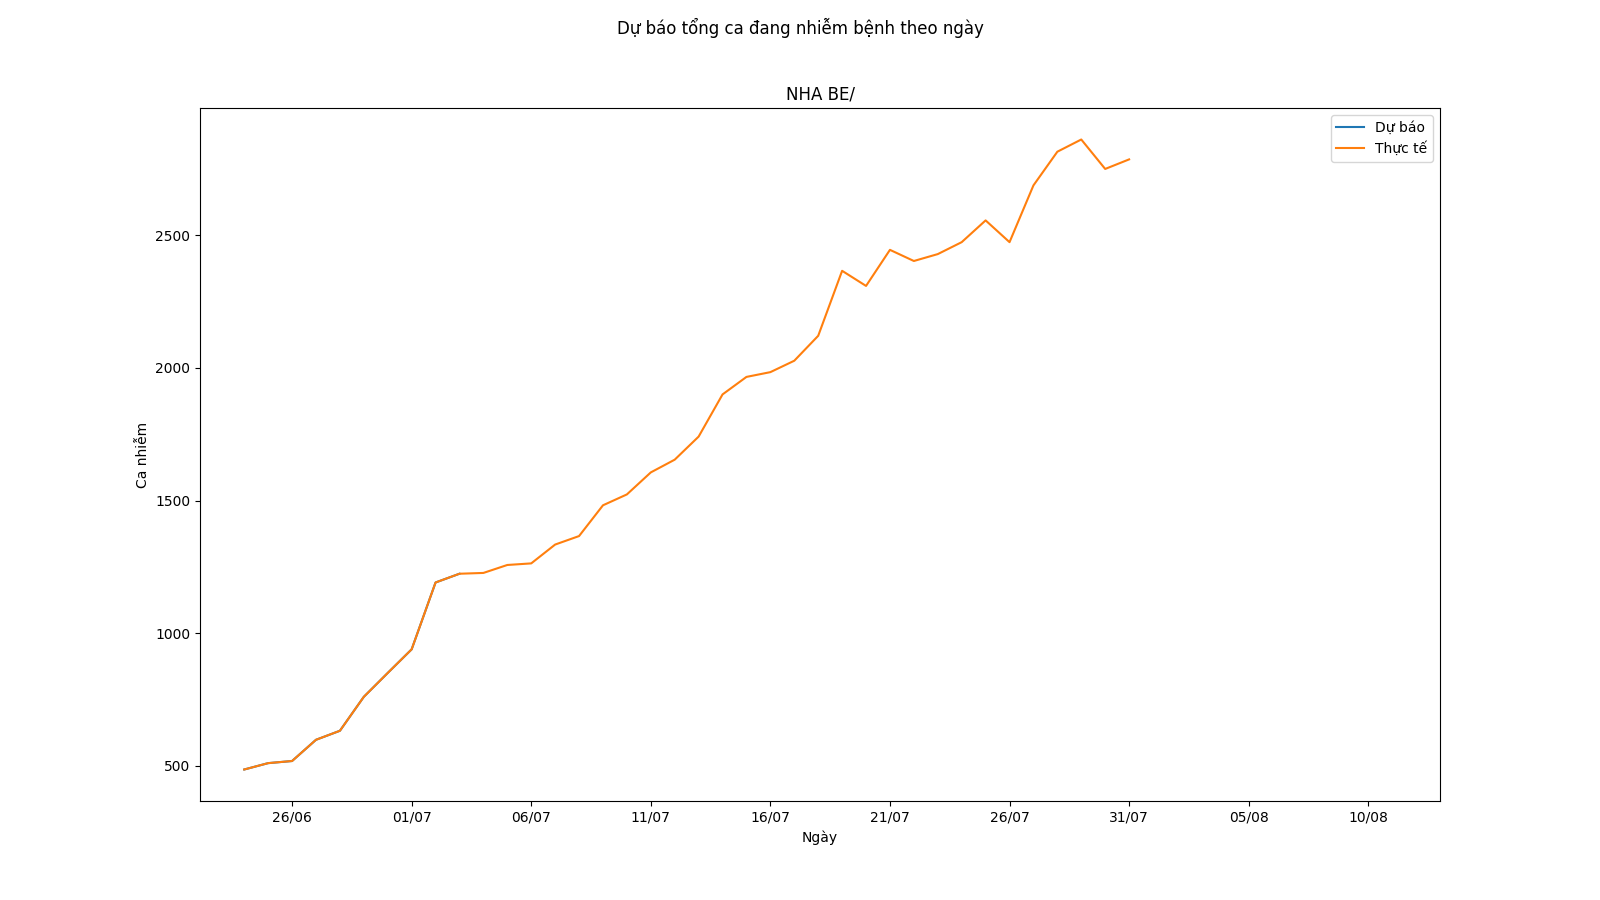 Dự báo tổng ca đang nhiễm bệnh theo ngày
NHA BE/
Dự báo
Thực tế
Ca nhiễm
2500
2000
1500
1000
500
26/06 01/07 06/07 11/07 16/07 21/07 26/07 31/07 05/08 10/08
Ngày